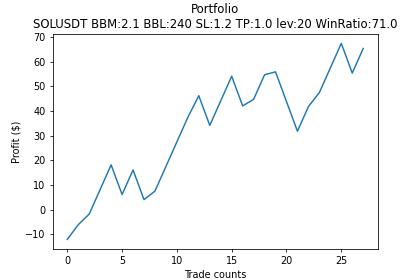 Portfolio
SOLUSDT BBM:2.1 BBL:240 SL:1.2 TP:1.0 lev:20 WinRatio:71.0
70
60
50
40
30
20
10
0
−10
Profit ($)
0 5 10 15 20 25
Trade counts